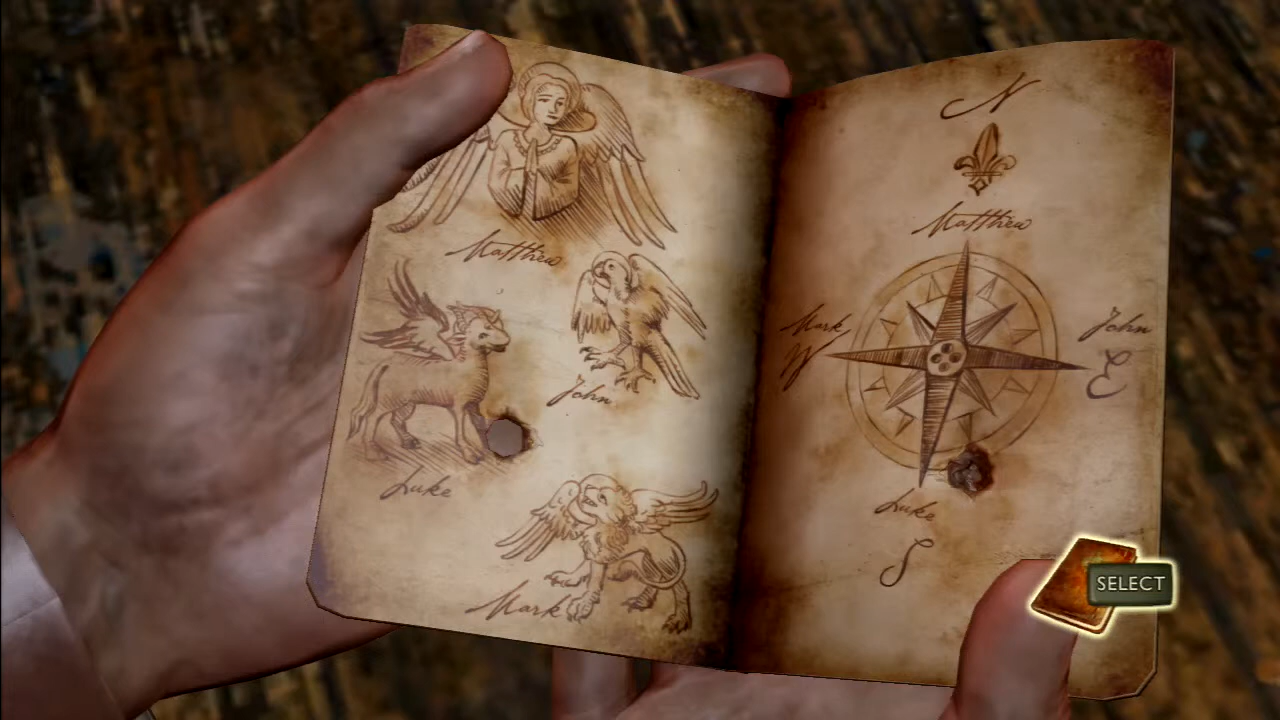 Matthew
John
Luke
Mark
N
Matthew
Mark
W
John
E
Luke
S
SELECT